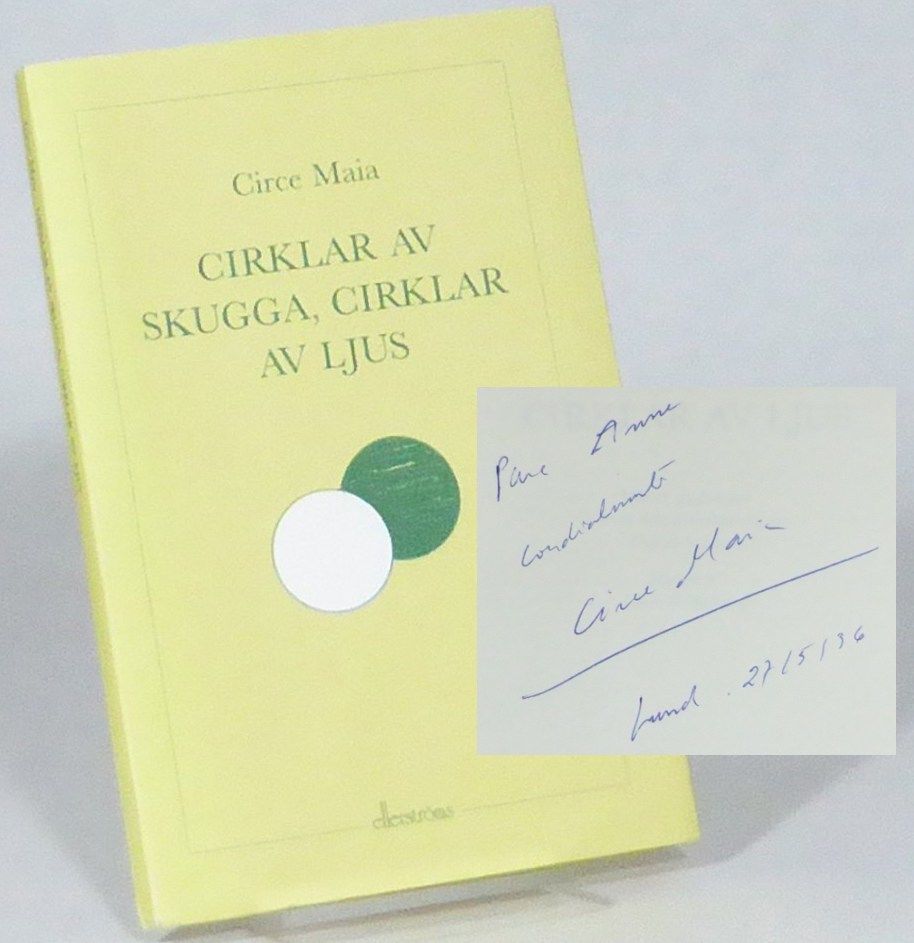 Circe Maia
CIRKLAR AV
SKUGGA, CIRKLAR
AV LJUS
ellerströms
Para Anne
cordialmente
Circe Maia
Lund. 27/5/96